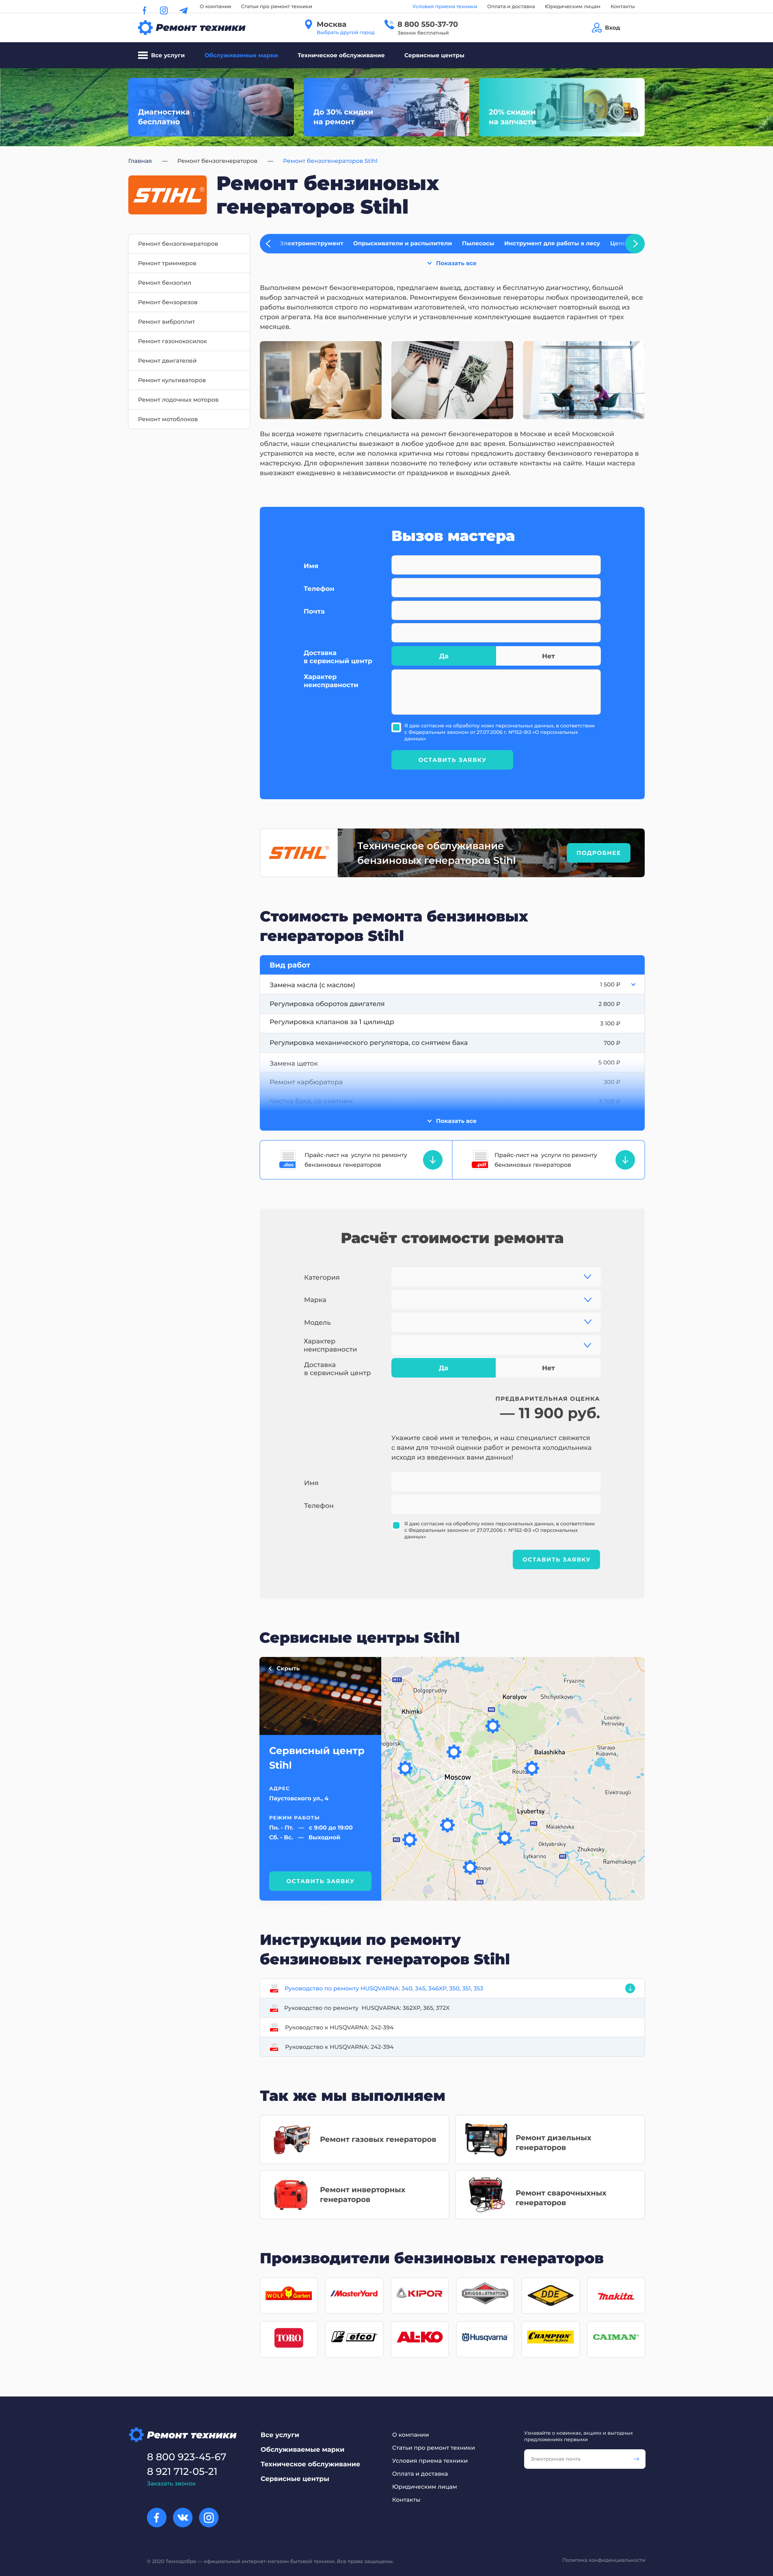 О компании
Статьи про ремонт техники
Условия приема техники
Оплата и доставка
Юридическим лицам
Контакты
Ремонт техники
Москва
Выбрать другой город
8 800 550-37-70
Звонок бесплатный
Вход
Все услуги
Обслуживаемые марки
Техническое обслуживание
Сервисные центры
Диагностика
бесплатно
До 30% скидки
на ремонт
20% скидки
на запчасти
Главная — Ремонт бензогенераторов — Ремонт бензогенераторов Stihl
STIHL®
Ремонт бензиновых
генераторов Stihl
Ремонт бензогенераторов
Ремонт триммеров
Ремонт бензопил
Ремонт бензорезов
Ремонт виброплит
Ремонт газонокосилок
Ремонт двигателей
Ремонт культиваторов
Ремонт лодочных моторов
Ремонт мотоблоков
Электроинструмент
Опрыскиватели и распылители
Пылесосы
Инструмент для работы в лесу
Показать все
Выполняем ремонт бензогенераторов, предлагаем выезд, доставку и бесплатную диагностику, большой
выбор запчастей и расходных материалов. Ремонтируем бензиновые генераторы любых производителей, все
работы выполняются строго по нормативам изготовителя, что полностью исключает повторный выход из
строя агрегата. На все выполненные услуги и установленные комплектующие выдается гарантия от трех
месяцев.
Вы всегда можете пригласить специалиста на ремонт бензогенераторов в Москве и всей Московской
области, наши специалисты выезжают в любое удобное для вас время. Большинство неисправностей
устраняются на месте, если же поломка критична мы готовы предложить доставку бензинового генератора в
мастерскую. Для оформления заявки позвоните по телефону или оставьте контакты на сайте. Наши мастера
выезжают ежедневно в независимости от праздников и выходных дней.
Вызов мастера
Имя
Телефон
Почта
Доставка
в сервисный центр
Да
Нет
Характер
неисправности
Я даю согласие на обработку моих персональных данных, в соответствии
с Федеральным законом от 27.07.2006 г. №152-ФЗ «О персональных
данных»
ОСТАВИТЬ ЗАЯВКУ
STIHL®
Техническое обслуживание
бензиновых генераторов Stihl
ПОДРОБНЕЕ
Стоимость ремонта бензиновых
генераторов Stihl
Вид работ
Замена масла (с маслом) 1 500 ₽
Регулировка оборотов двигателя 2 800 ₽
Регулировка клапанов за 1 цилиндр 3 100 ₽
Регулировка механического регулятора, со снятием бака 700 ₽
Замена щеток 5 000 ₽
Ремонт карбюратора 300 ₽
Чистка бака, со снятием
Показать все
.doc
Прайс-лист на услуги по ремонту
бензиновых генераторов
.pdf
Прайс-лист на услуги по ремонту
бензиновых генераторов
Расчёт стоимости ремонта
Категория
Марка
Модель
Характер
неисправности
Доставка
в сервисный центр
Да
Нет
ПРЕДВАРИТЕЛЬНАЯ ОЦЕНКА
— 11 900 руб.
Укажите своё имя и телефон, и наш специалист свяжется
с вами для точной оценки работ и ремонта холодильника
исходя из введенных вами данных!
Имя
Телефон
Я даю согласие на обработку моих персональных данных, в соответствии
с Федеральным законом от 27.07.2006 г. №152-ФЗ «О персональных
данных»
ОСТАВИТЬ ЗАЯВКУ
Сервисные центры Stihl
Скрыть
Сервисный центр
Stihl
АДРЕС
Паустовского ул., 4
РЕЖИМ РАБОТЫ
Пн. - Пт. — с 9:00 до 19:00
Сб. - Вс. — Выходной
ОСТАВИТЬ ЗАЯВКУ
Fryazino
Dolgoprudny
Korolyov
Shchyolkovo
Khimki
Losino-
Petrovsky
Balashikha
Staraya
Kupavna
Moscow
Elektrougli
Lyubertsy
Malakhovka
Oktyabrskiy
Zhukovsky
Lytkarino
Ramenskoye
Инструкции по ремонту
бензиновых генераторов Stihl
Руководство по ремонту HUSQVARNA: 340, 345, 346XP, 350, 351, 353
Руководство по ремонту HUSQVARNA: 362XP, 365, 372X
Руководство к HUSQVARNA: 242-394
Руководство к HUSQVARNA: 242-394
Так же мы выполняем
Ремонт газовых генераторов
Ремонт дизельных
генераторов
Ремонт инверторных
генераторов
Ремонт сварочныхных
генераторов
Производители бензиновых генераторов
WOLF Garten
MasterYard
KIPOR
BRIGGS & STRATTON
DDE
makita
TORO
efco
AL-KO
Husqvarna
CHAMPION
CAIMAN
Ремонт техники
8 800 923-45-67
8 921 712-05-21
Заказать звонок
Все услуги
Обслуживаемые марки
Техническое обслуживание
Сервисные центры
О компании
Статьи про ремонт техники
Условия приема техники
Оплата и доставка
Юридическим лицам
Контакты
Узнавайте о новинках, акциях и выгодных
предложениях первыми
Электронная почта
© 2020 Технодобро — официальный интернет-магазин бытовой техники. Все права защищены.
Политика конфиденциальности